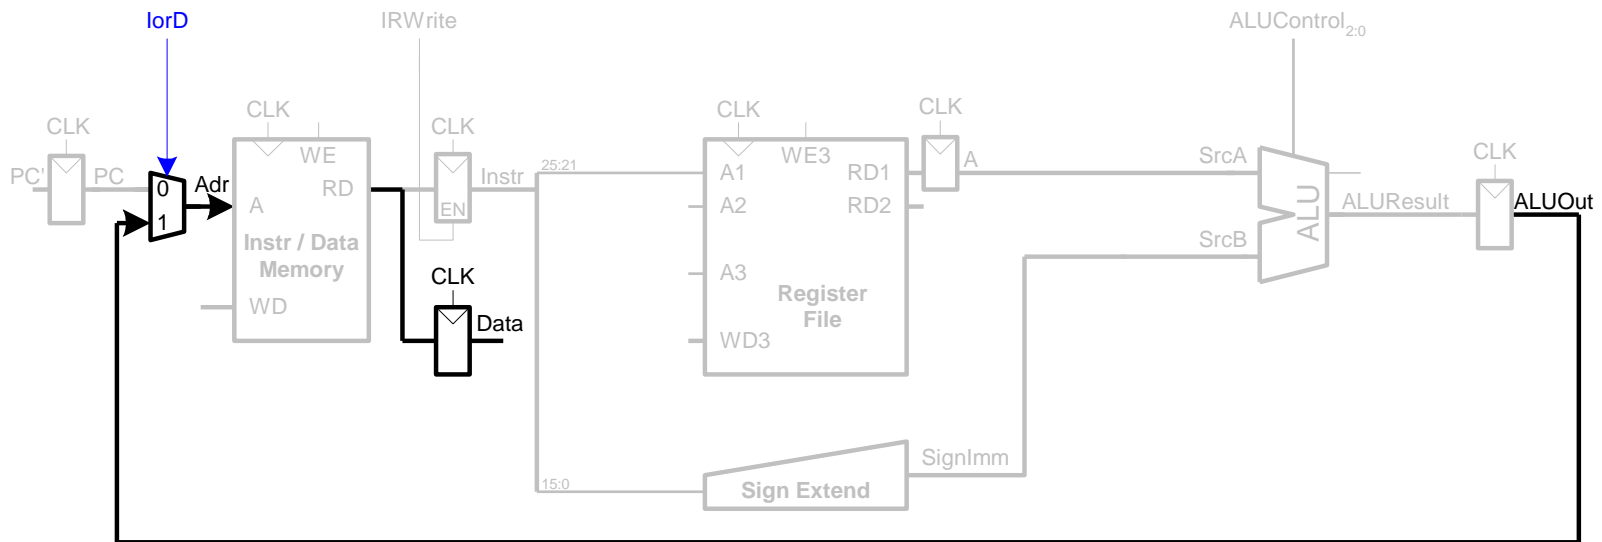 IorD
IRWrite
ALUControl2:0
CLK
CLK
CLK
CLK
CLK
CLK
PC'
PC
0
1
Adr
WE
RD
A
Instr / Data
Memory
WD
EN
Instr
CLK
Data
25:21
15:0
WE3
A1
RD1
A2
RD2
A3
Register
File
WD3
A
SignImm
Sign Extend
SrcA
SrcB
ALU
ALUResult
ALUOut